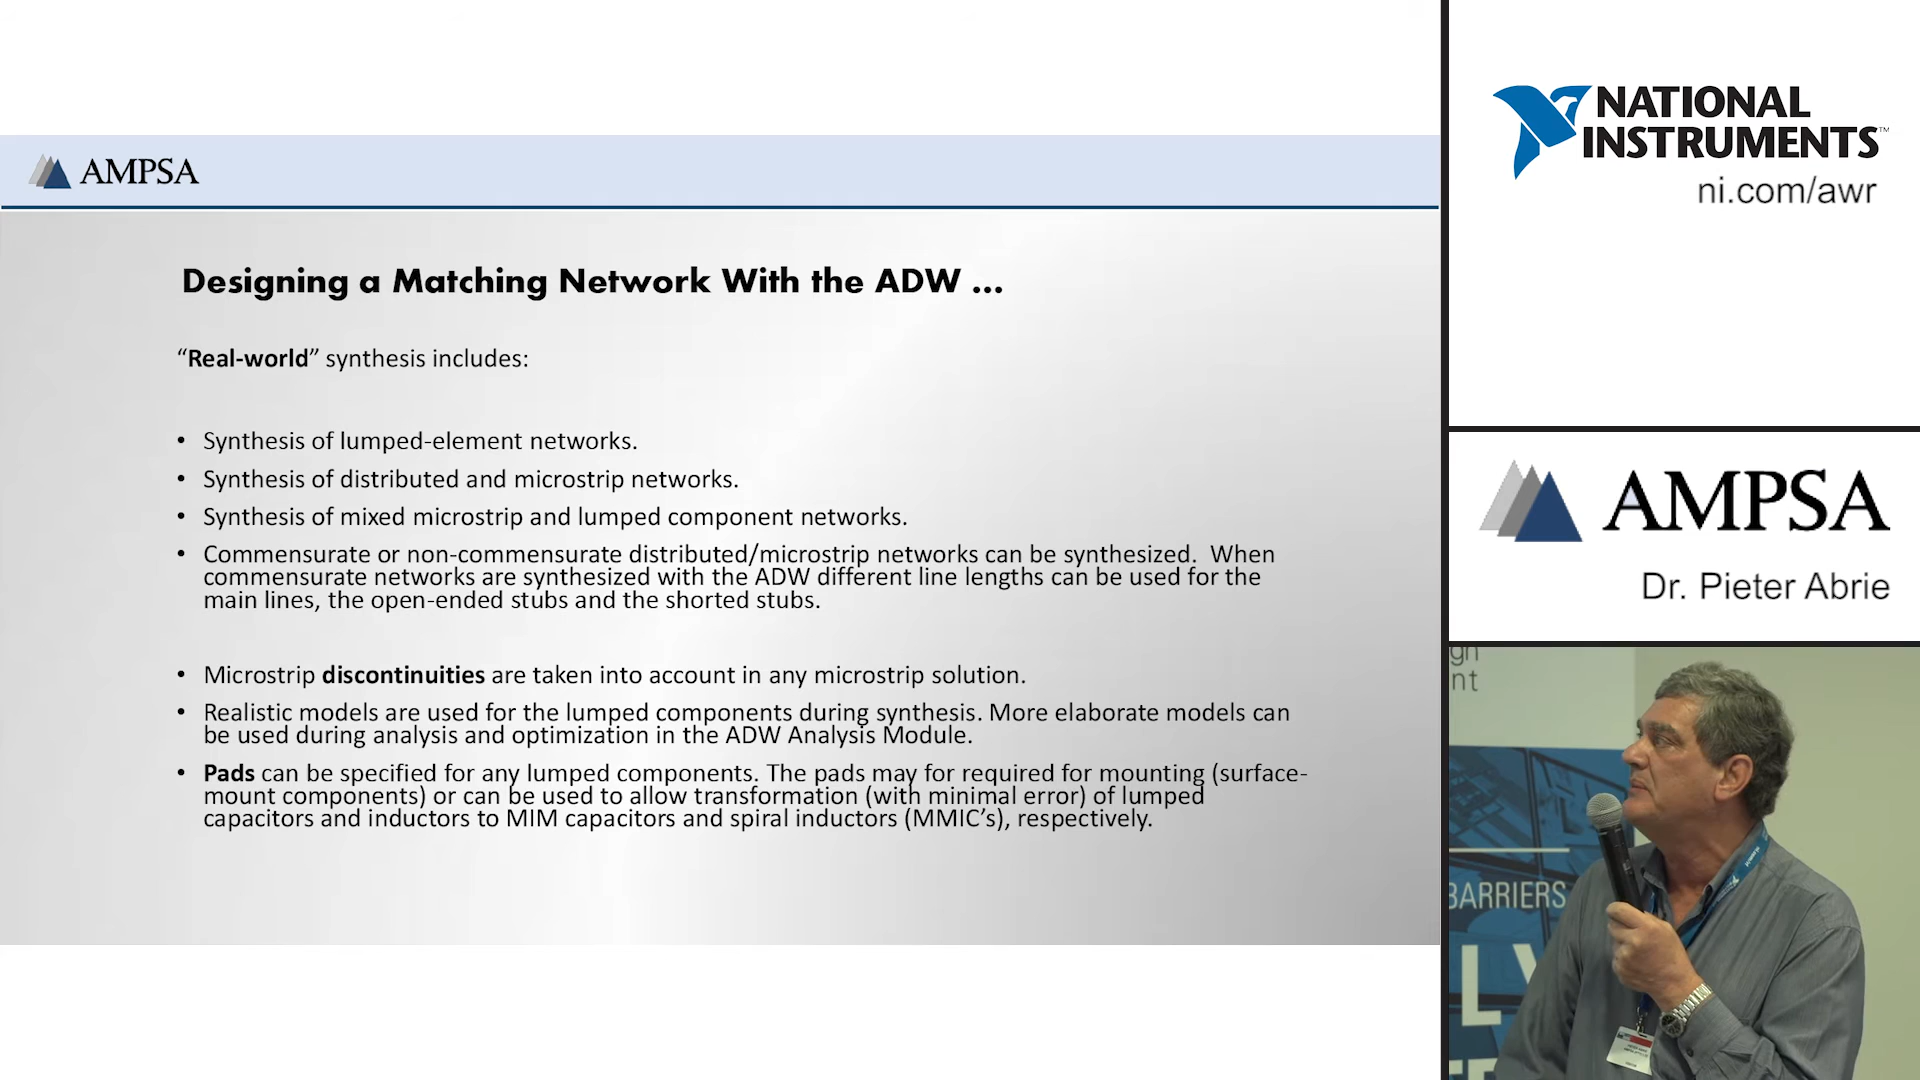 AMPSA
Designing a Matching Network With the ADW ...
“Real-world” synthesis includes:
• Synthesis of lumped-element networks.
• Synthesis of distributed and microstrip networks.
• Synthesis of mixed microstrip and lumped component networks.
• Commensurate or non-commensurate distributed/microstrip networks can be synthesized. When
commensurate networks are synthesized with the ADW different line lengths can be used for the
main lines, the open-ended stubs and the shorted stubs.
• Microstrip discontinuities are taken into account in any microstrip solution.
• Realistic models are used for the lumped components during synthesis. More elaborate models can
be used during analysis and optimization in the ADW Analysis Module.
• Pads can be specified for any lumped components. The pads may for required for mounting (surface-
mount components) or can be used to allow transformation (with minimal error) of lumped
capacitors and inductors to MIM capacitors and spiral inductors (MMIC’s), respectively.
NATIONAL
INSTRUMENTS™
ni.com/awr
AMPSA
Dr. Pieter Abrie
gn
nt
BARRIERS